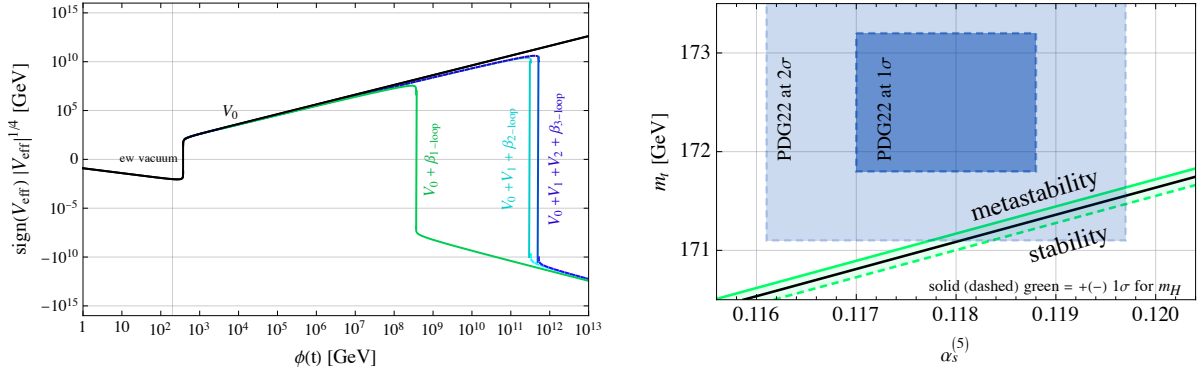 sign(V_eff) |V_eff|^1/4 [GeV]
10^15
10^10
10^5
0
10^-5
-10^10
-10^15
V_0
ew vacuum
V_0 + β_1-loop
V_0 + V_1 + β_2-loop
V_0 + V_1 + V_2 + β_3-loop
1 10^1 10^2 10^3 10^4 10^5 10^6 10^7 10^8 10^9 10^10 10^11 10^12 10^13
ϕ(t) [GeV]
m_t [GeV]
173
172
171
PDG22 at 2σ
PDG22 at 1σ
metastability
stability
solid (dashed) green = +(-) 1σ for m_H
0.116 0.117 0.118 0.119 0.120
α_s^(5)